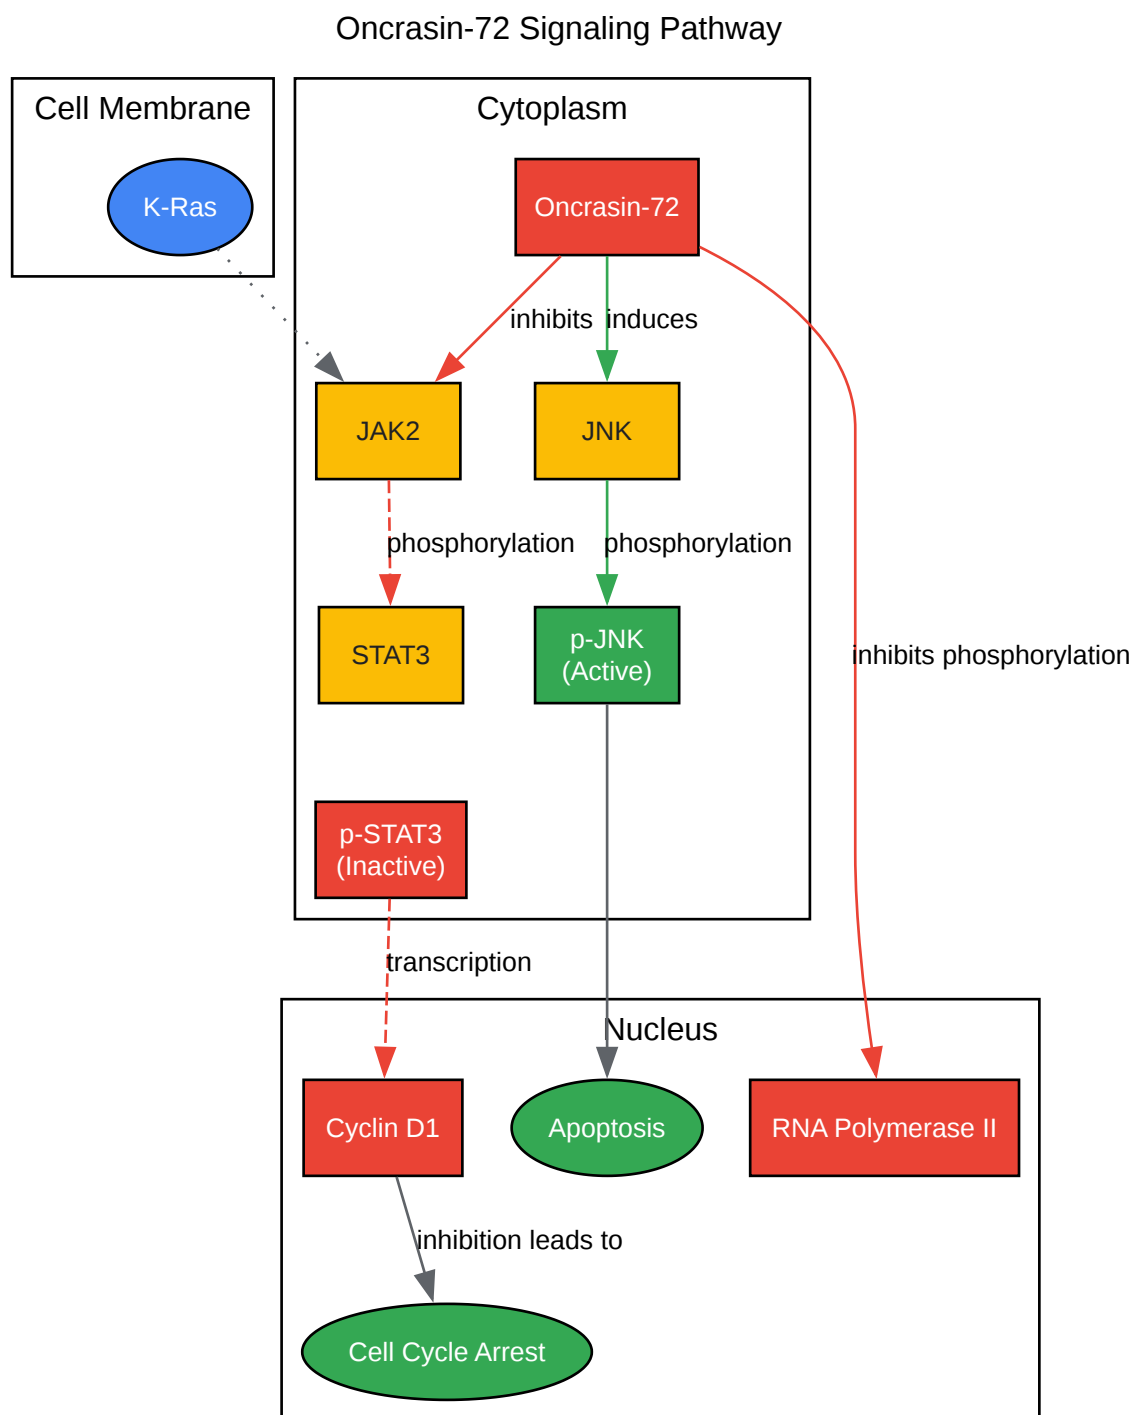 Oncrasin-72 Signaling Pathway
Cell Membrane
Cytoplasm
K-Ras
Oncrasin-72
inhibits
induces
JAK2
JNK
phosphorylation
phosphorylation
STAT3
p-JNK
(Active)
inhibits phosphorylation
p-STAT3
(Inactive)
transcription
Nucleus
Cyclin D1
Apoptosis
RNA Polymerase II
inhibition leads to
Cell Cycle Arrest